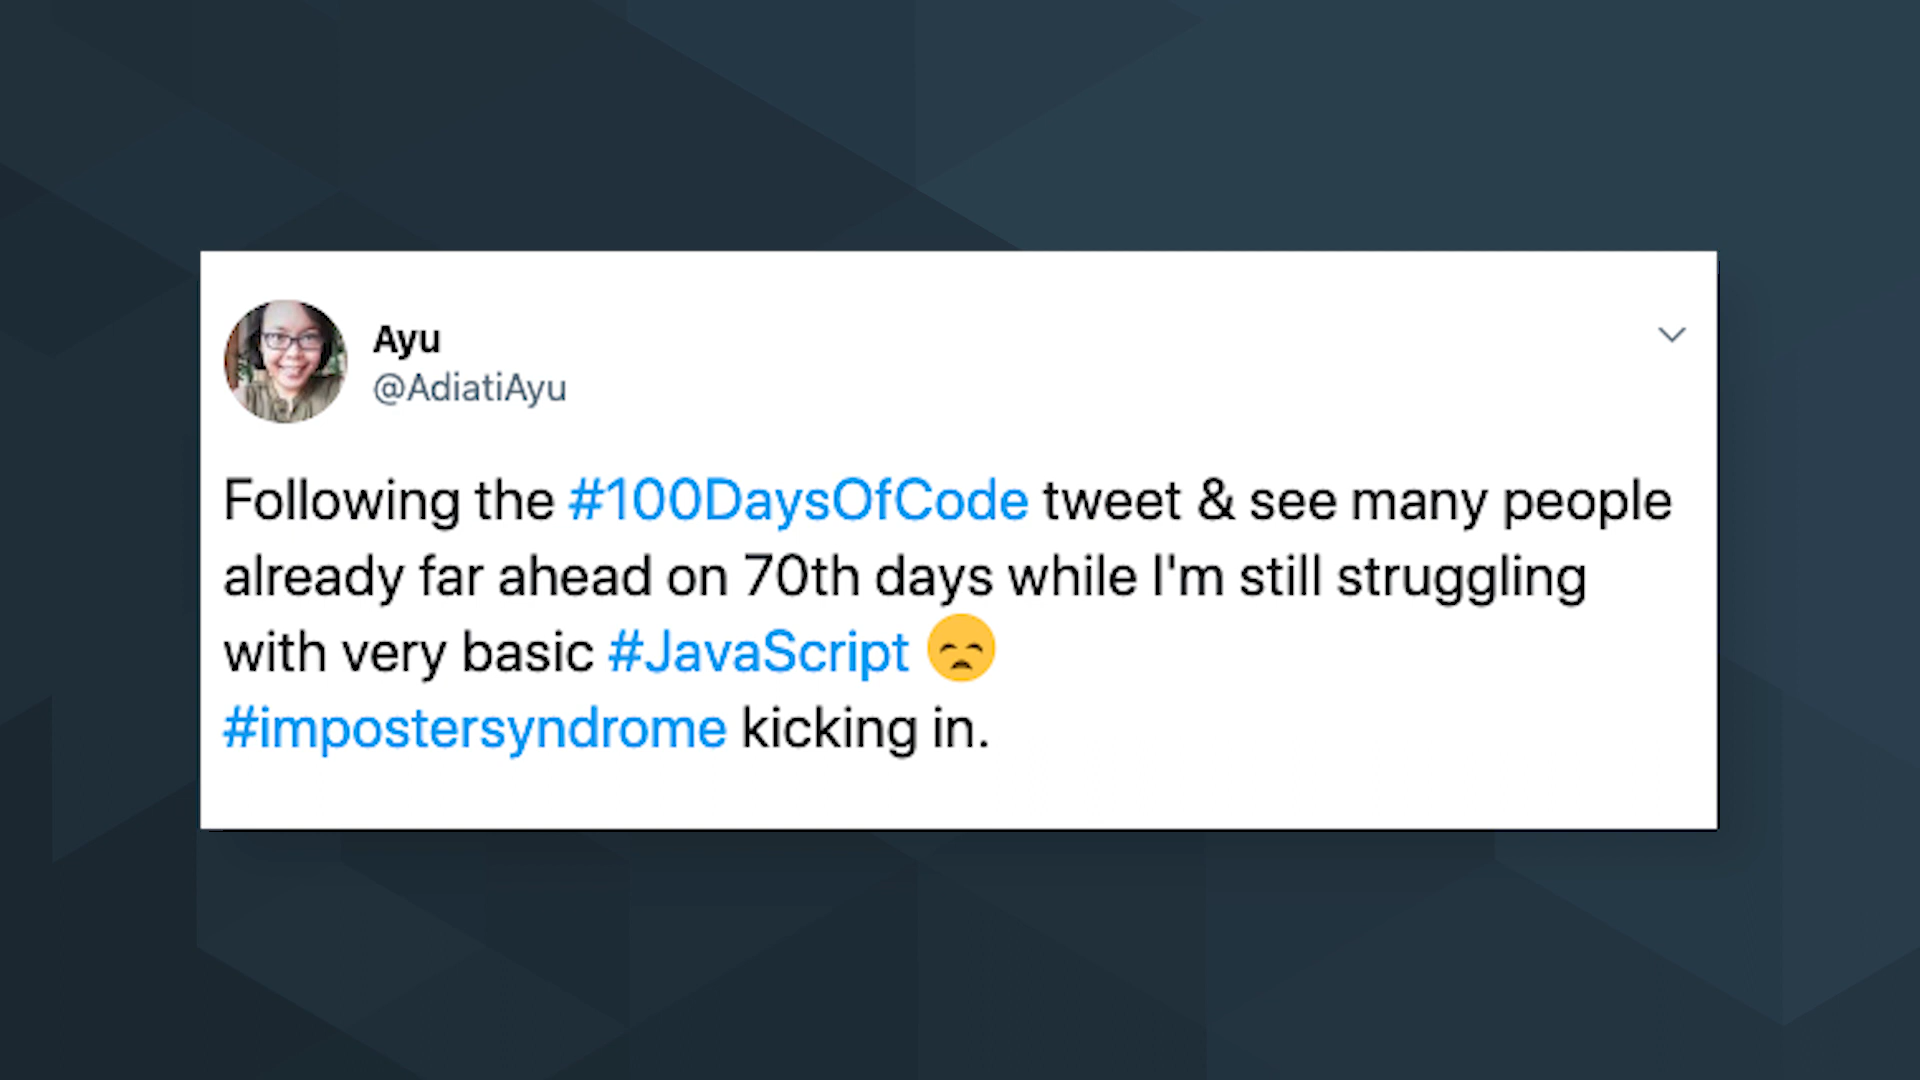 Ayu
@AdiatiAyu
Following the #100DaysOfCode tweet & see many people
already far ahead on 70th days while I'm still struggling
with very basic #JavaScript 😞
#impostersyndrome kicking in.